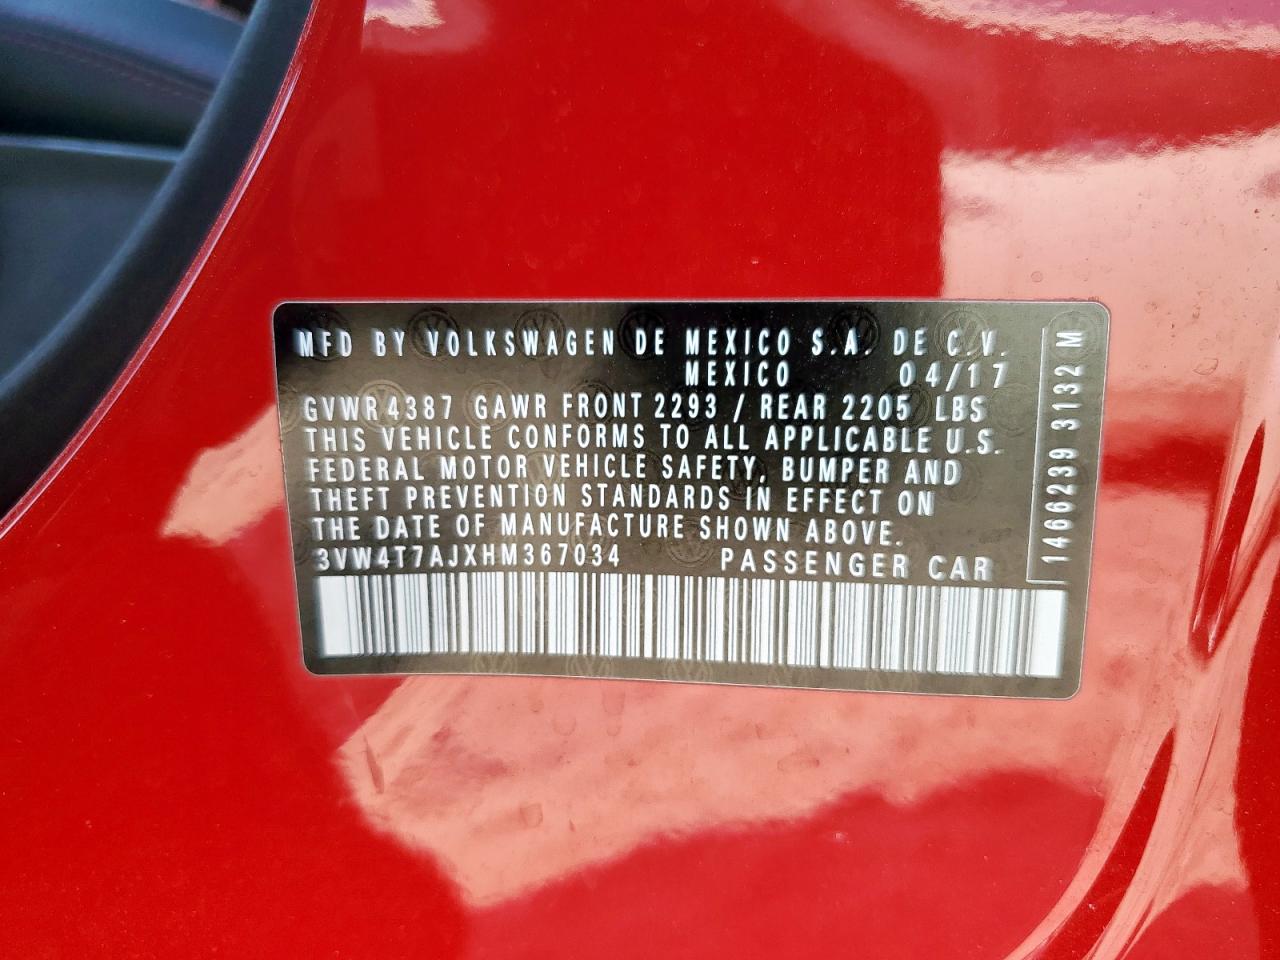 MFD BY VOLKSWAGEN DE MEXICO S.A. DE C.V.
MEXICO 04/17
GVWR 4387 GAWR FRONT 2293 / REAR 2205 LBS
THIS VEHICLE CONFORMS TO ALL APPLICABLE U.S.
FEDERAL MOTOR VEHICLE SAFETY, BUMPER AND
THEFT PREVENTION STANDARDS IN EFFECT ON
THE DATE OF MANUFACTURE SHOWN ABOVE.
3VW4T7AJXHM367034 PASSENGER CAR
1466239 3132 M